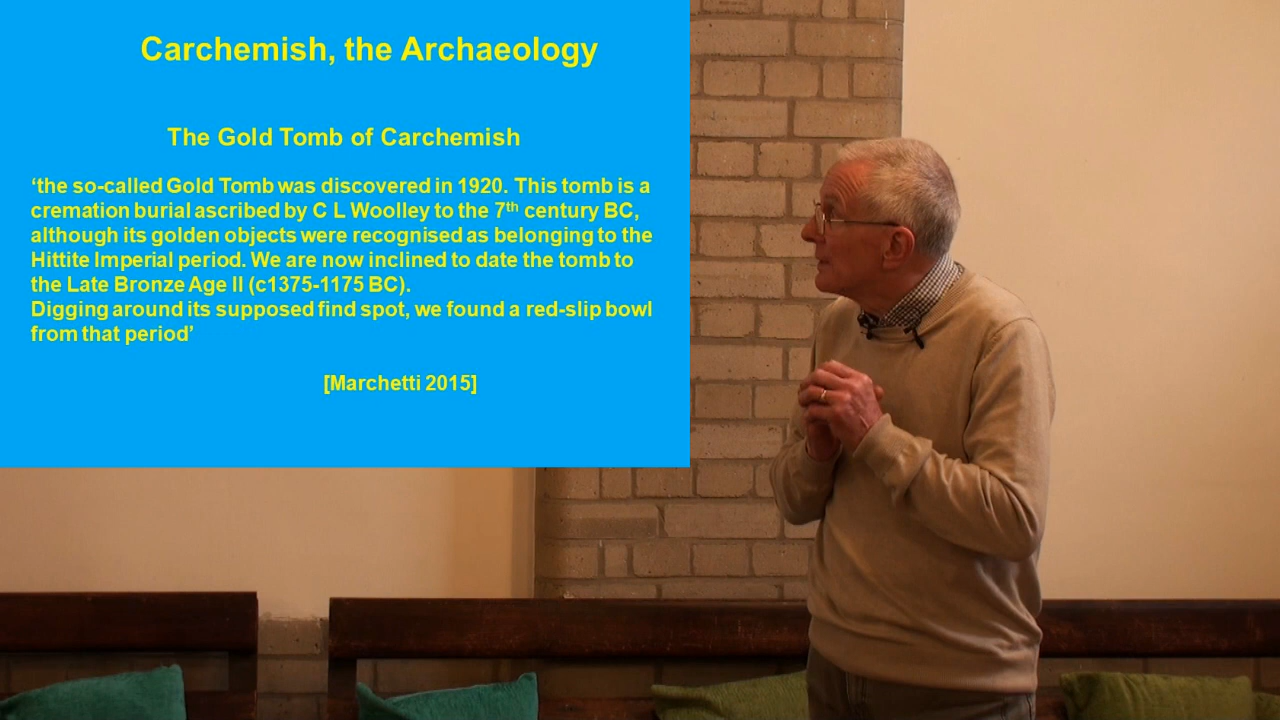 Carchemish, the Archaeology
The Gold Tomb of Carchemish
‘the so-called Gold Tomb was discovered in 1920. This tomb is a
cremation burial ascribed by C L Woolley to the 7th century BC,
although its golden objects were recognised as belonging to the
Hittite Imperial period. We are now inclined to date the tomb to
the Late Bronze Age II (c1375-1175 BC).
Digging around its supposed find spot, we found a red-slip bowl
from that period’
[Marchetti 2015]